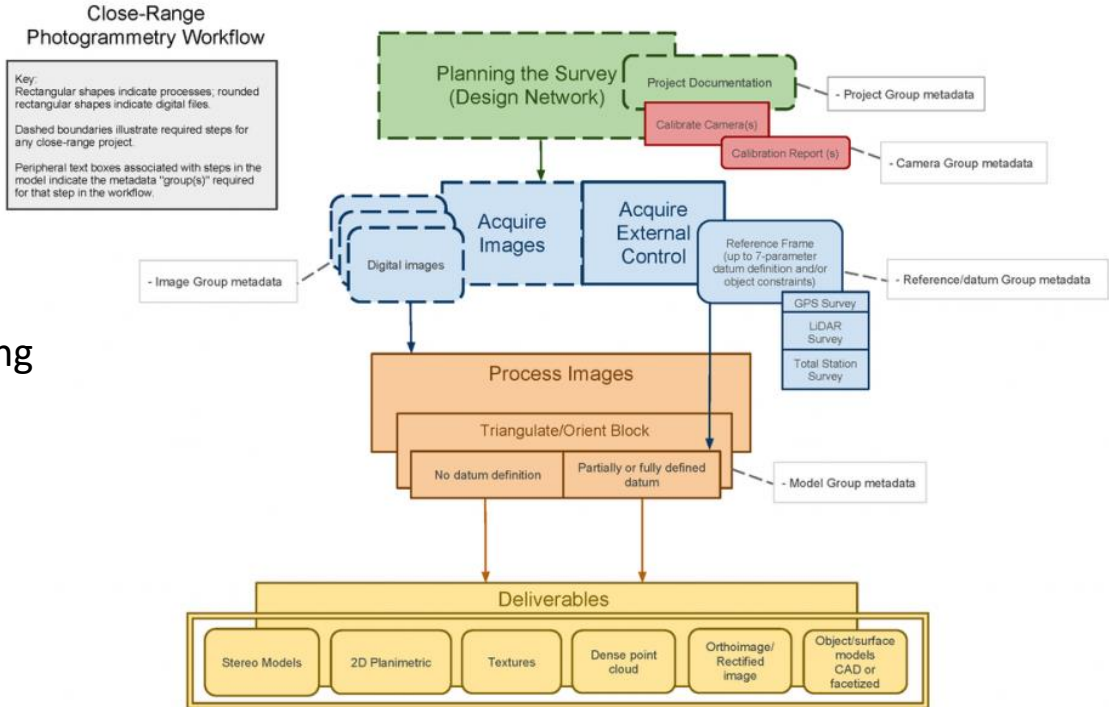 Close-Range
Photogrammetry Workflow
Key:
Rectangular shapes indicate processes; rounded
rectangular shapes indicate digital files.
Dashed boundaries illustrate required steps for
any close-range project.
Peripheral text boxes associated with steps in the
model indicate the metadata "group(s)" required
for that step in the workflow.
Planning the Survey
(Design Network)
Project Documentation
- Project Group metadata
Calibrate Camera(s)
Calibration Report (s)
- Camera Group metadata
Acquire
Images
Acquire
External
Control
Digital images
- Image Group metadata
Reference Frame
(up to 7-parameter
datum definition and/or
object constraints)
- Reference/datum Group metadata
GPS Survey
LiDAR
Survey
Total Station
Survey
ng
Process Images
Triangulate/Orient Block
No datum definition
Partially or fully defined
datum
- Model Group metadata
Deliverables
Stereo Models
2D Planimetric
Textures
Dense point
cloud
Orthoimage/
Rectified
image
Object/surface
models
CAD or
facetized